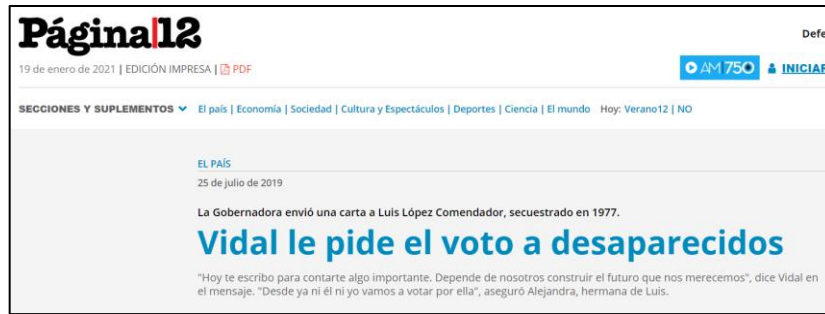 Página|12
Defe
19 de enero de 2021 | EDICIÓN IMPRESA | PDF
AM 750 INICIAR
SECCIONES Y SUPLEMENTOS El país | Economía | Sociedad | Cultura y Espectáculos | Deportes | Ciencia | El mundo Hoy: Verano12 | NO
EL PAÍS
25 de julio de 2019
La Gobernadora envió una carta a Luis López Comendador, secuestrado en 1977.
Vidal le pide el voto a desaparecidos
"Hoy te escribo para contarte algo importante. Depende de nosotros construir el futuro que nos merecemos", dice Vidal en
el mensaje. "Desde ya ni él ni yo vamos a votar por ella", aseguró Alejandra, hermana de Luis.